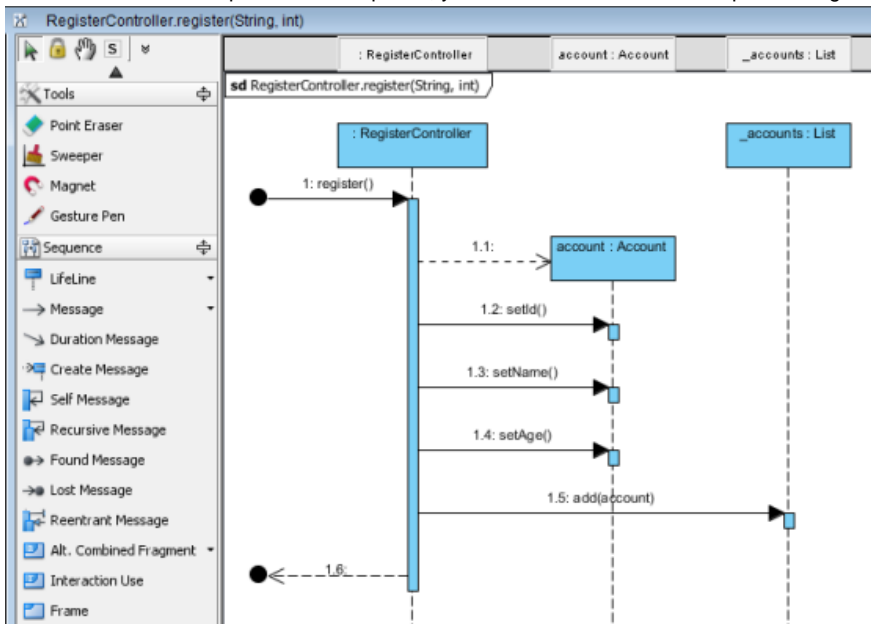 RegisterController.register(String, int)
S
: RegisterController
account : Account
_accounts : List
sd RegisterController.register(String, int)
Tools
Point Eraser
Sweeper
Magnet
Gesture Pen
Sequence
LifeLine
Message
Duration Message
Create Message
Self Message
Recursive Message
Found Message
Lost Message
Reentrant Message
Alt. Combined Fragment
Interaction Use
Frame
: RegisterController
_accounts : List
1: register()
1.1:
account : Account
1.2: setId()
1.3: setName()
1.4: setAge()
1.5: add(account)
1.6: